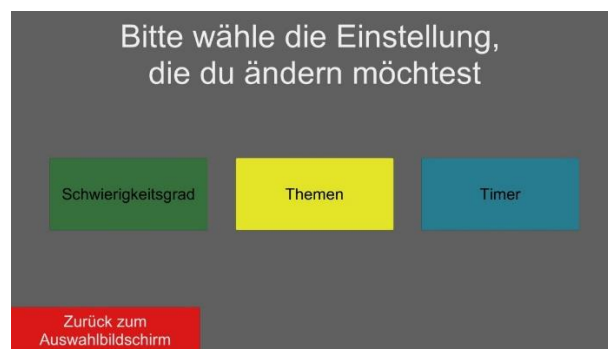 Bitte wähle die Einstellung,
die du ändern möchtest
Schwierigkeitsgrad
Themen
Timer
Zurück zum
Auswahlbildschirm